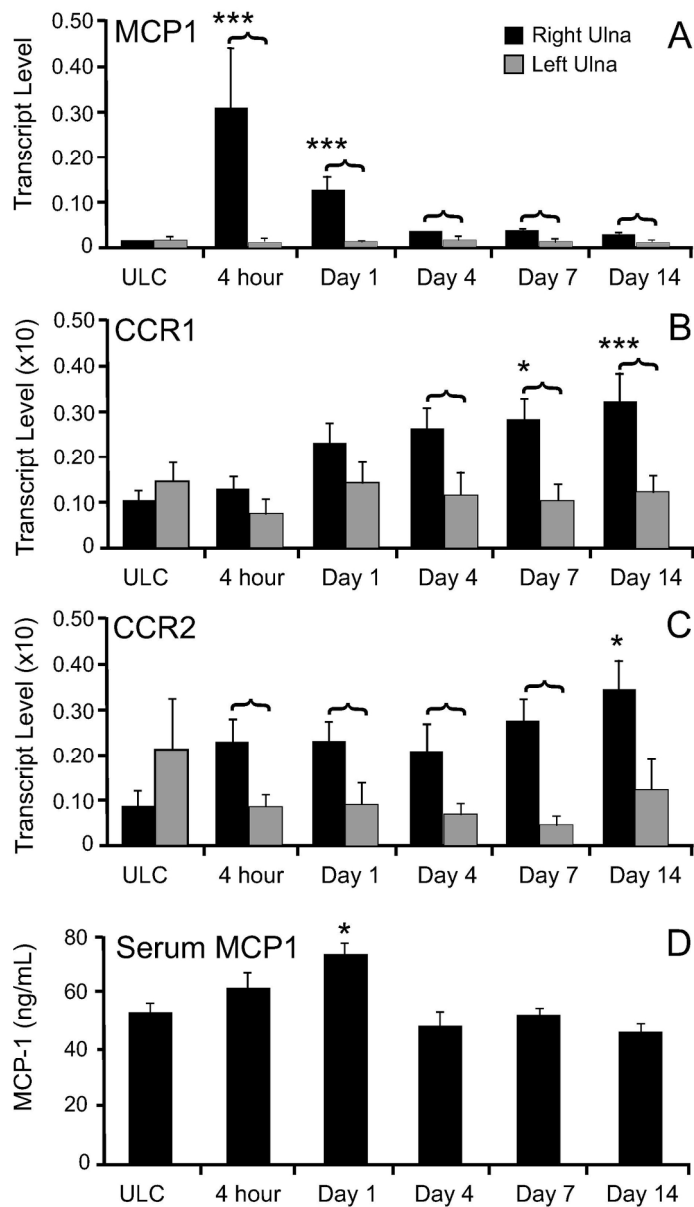 MCP1
A
Right Ulna
Left Ulna
***
***
Transcript Level
0.50
0.40
0.30
0.20
0.10
0
ULC 4 hour Day 1 Day 4 Day 7 Day 14
CCR1
B
*
***
Transcript Level (x10)
0.50
0.40
0.30
0.20
0.10
0
ULC 4 hour Day 1 Day 4 Day 7 Day 14
CCR2
C
*
Transcript Level (x10)
0.50
0.40
0.30
0.20
0.10
0
ULC 4 hour Day 1 Day 4 Day 7 Day 14
Serum MCP1
D
*
MCP-1 (ng/mL)
80
60
40
20
0
ULC 4 hour Day 1 Day 4 Day 7 Day 14